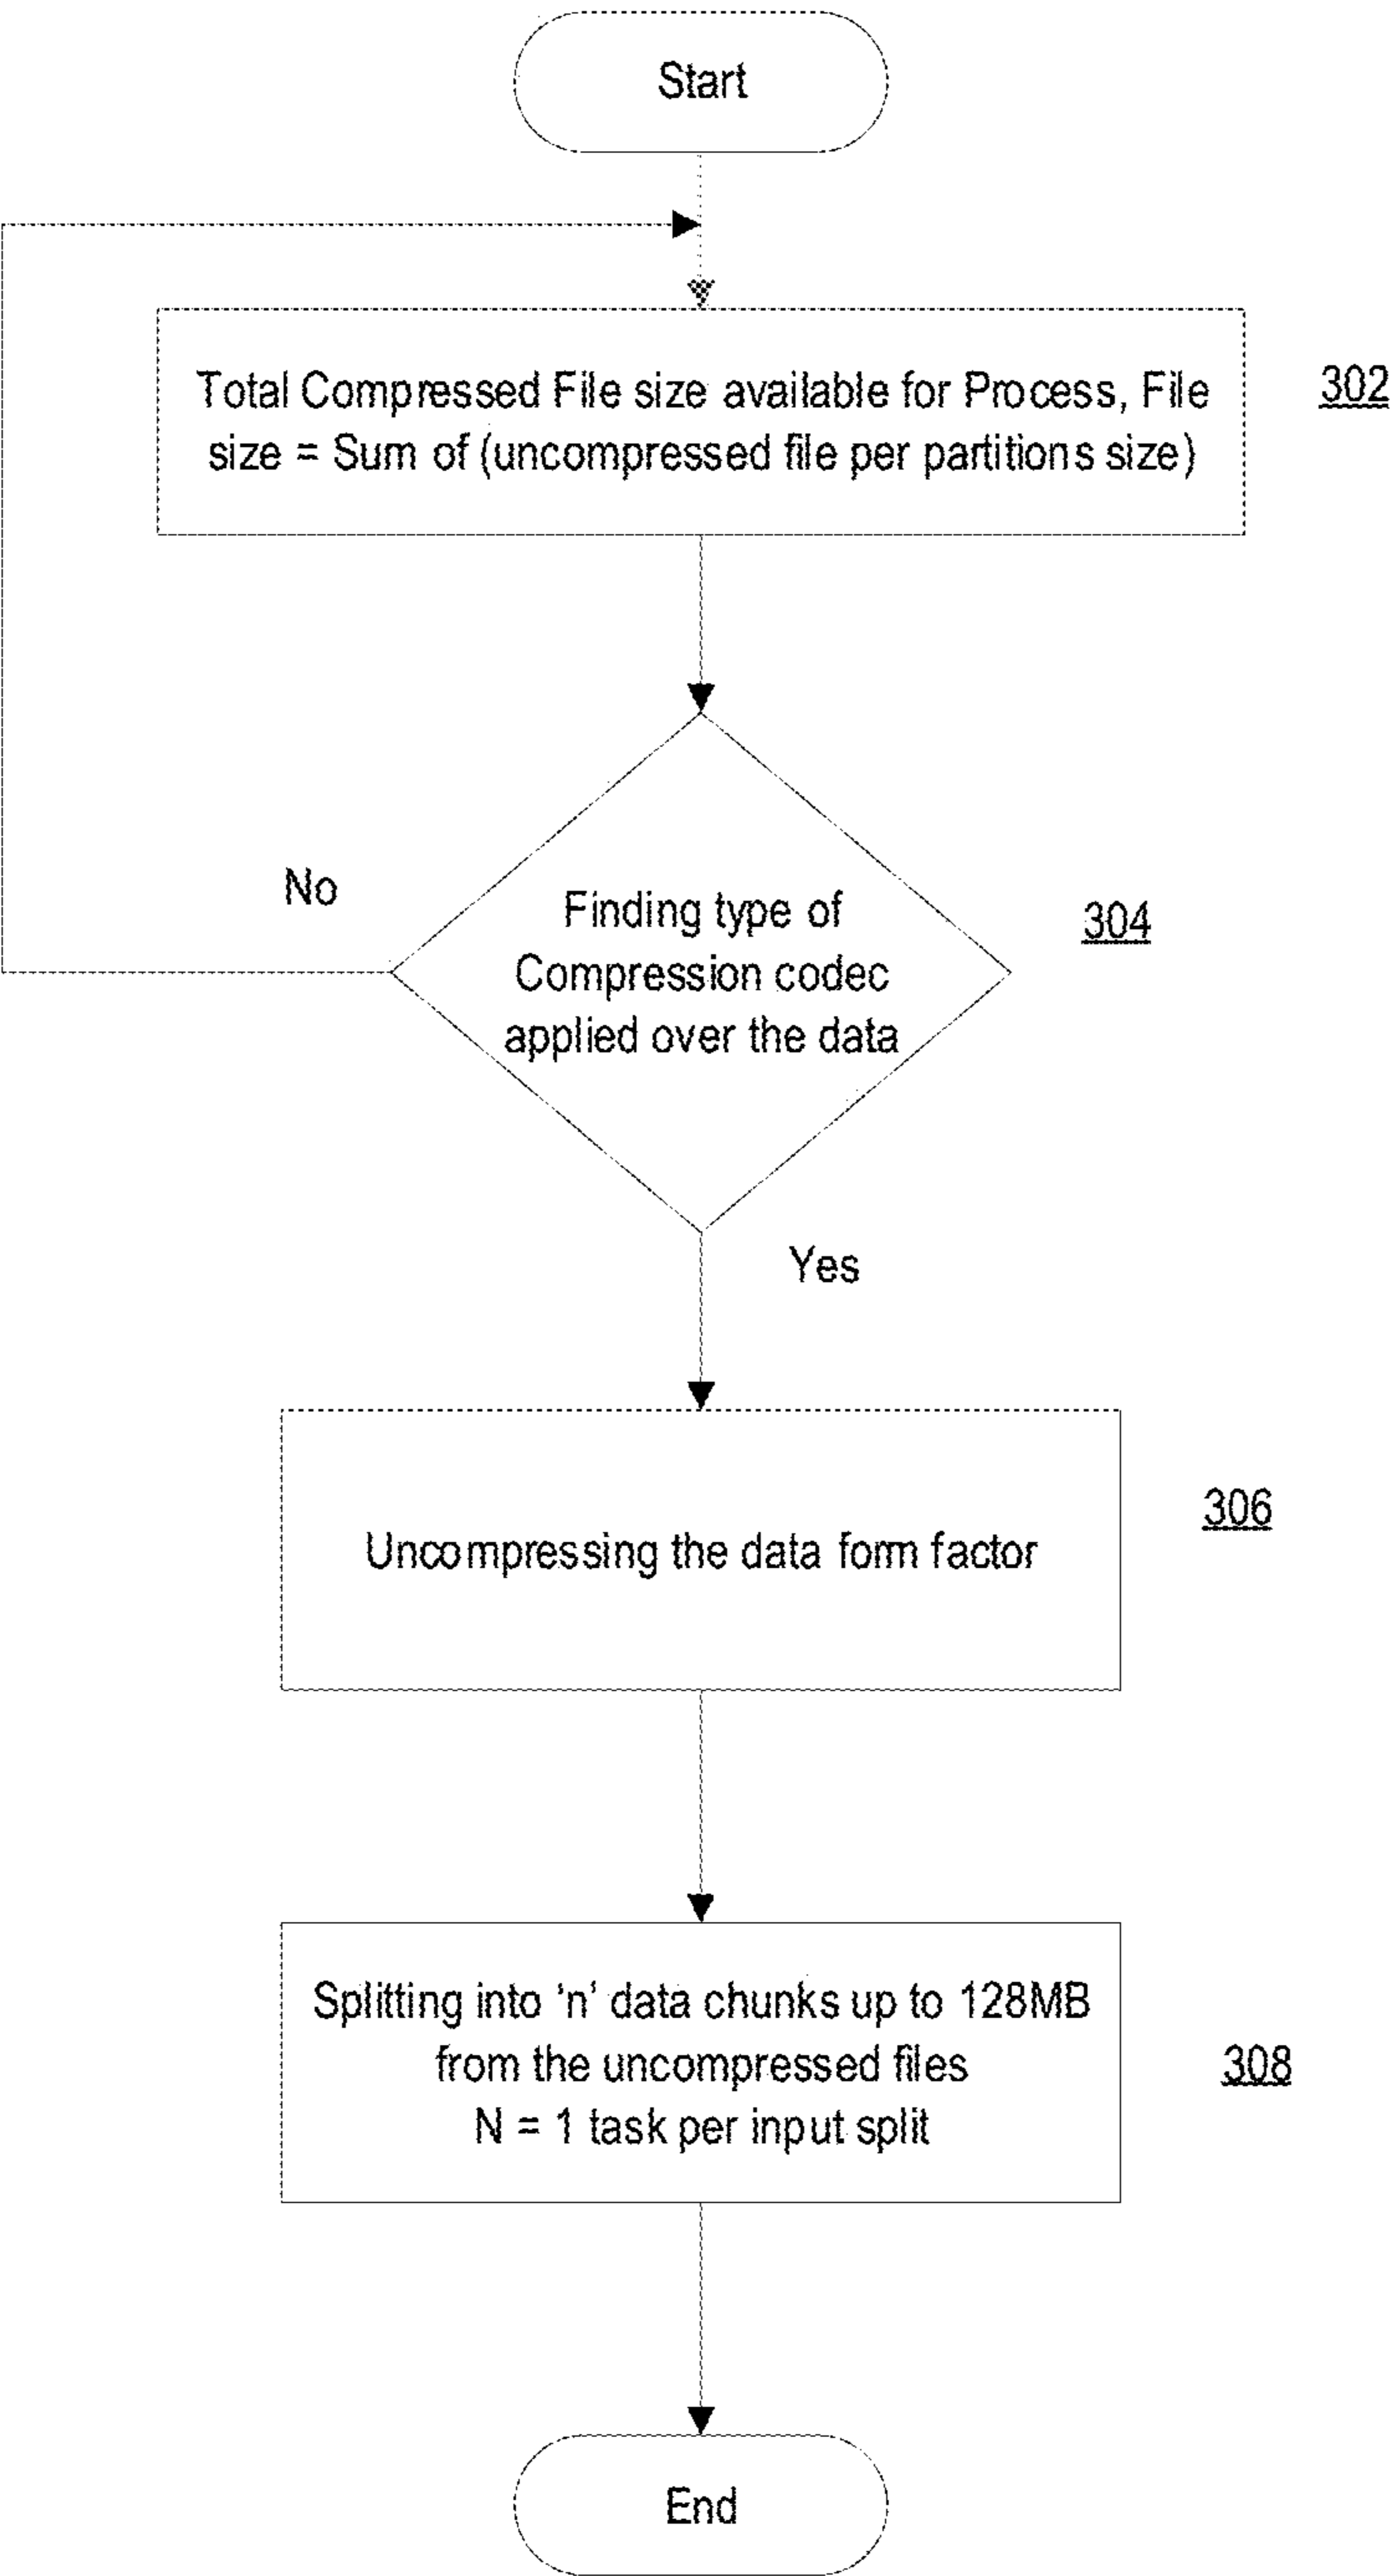 Start
Total Compressed File size available for Process, File
size = Sum of (uncompressed file per partitions size)
302
No
Finding type of
Compression codec
applied over the data
304
Yes
Uncompressing the data form factor
306
Splitting into ‘n’ data chunks up to 128MB
from the uncompressed files
N = 1 task per input split
308
End